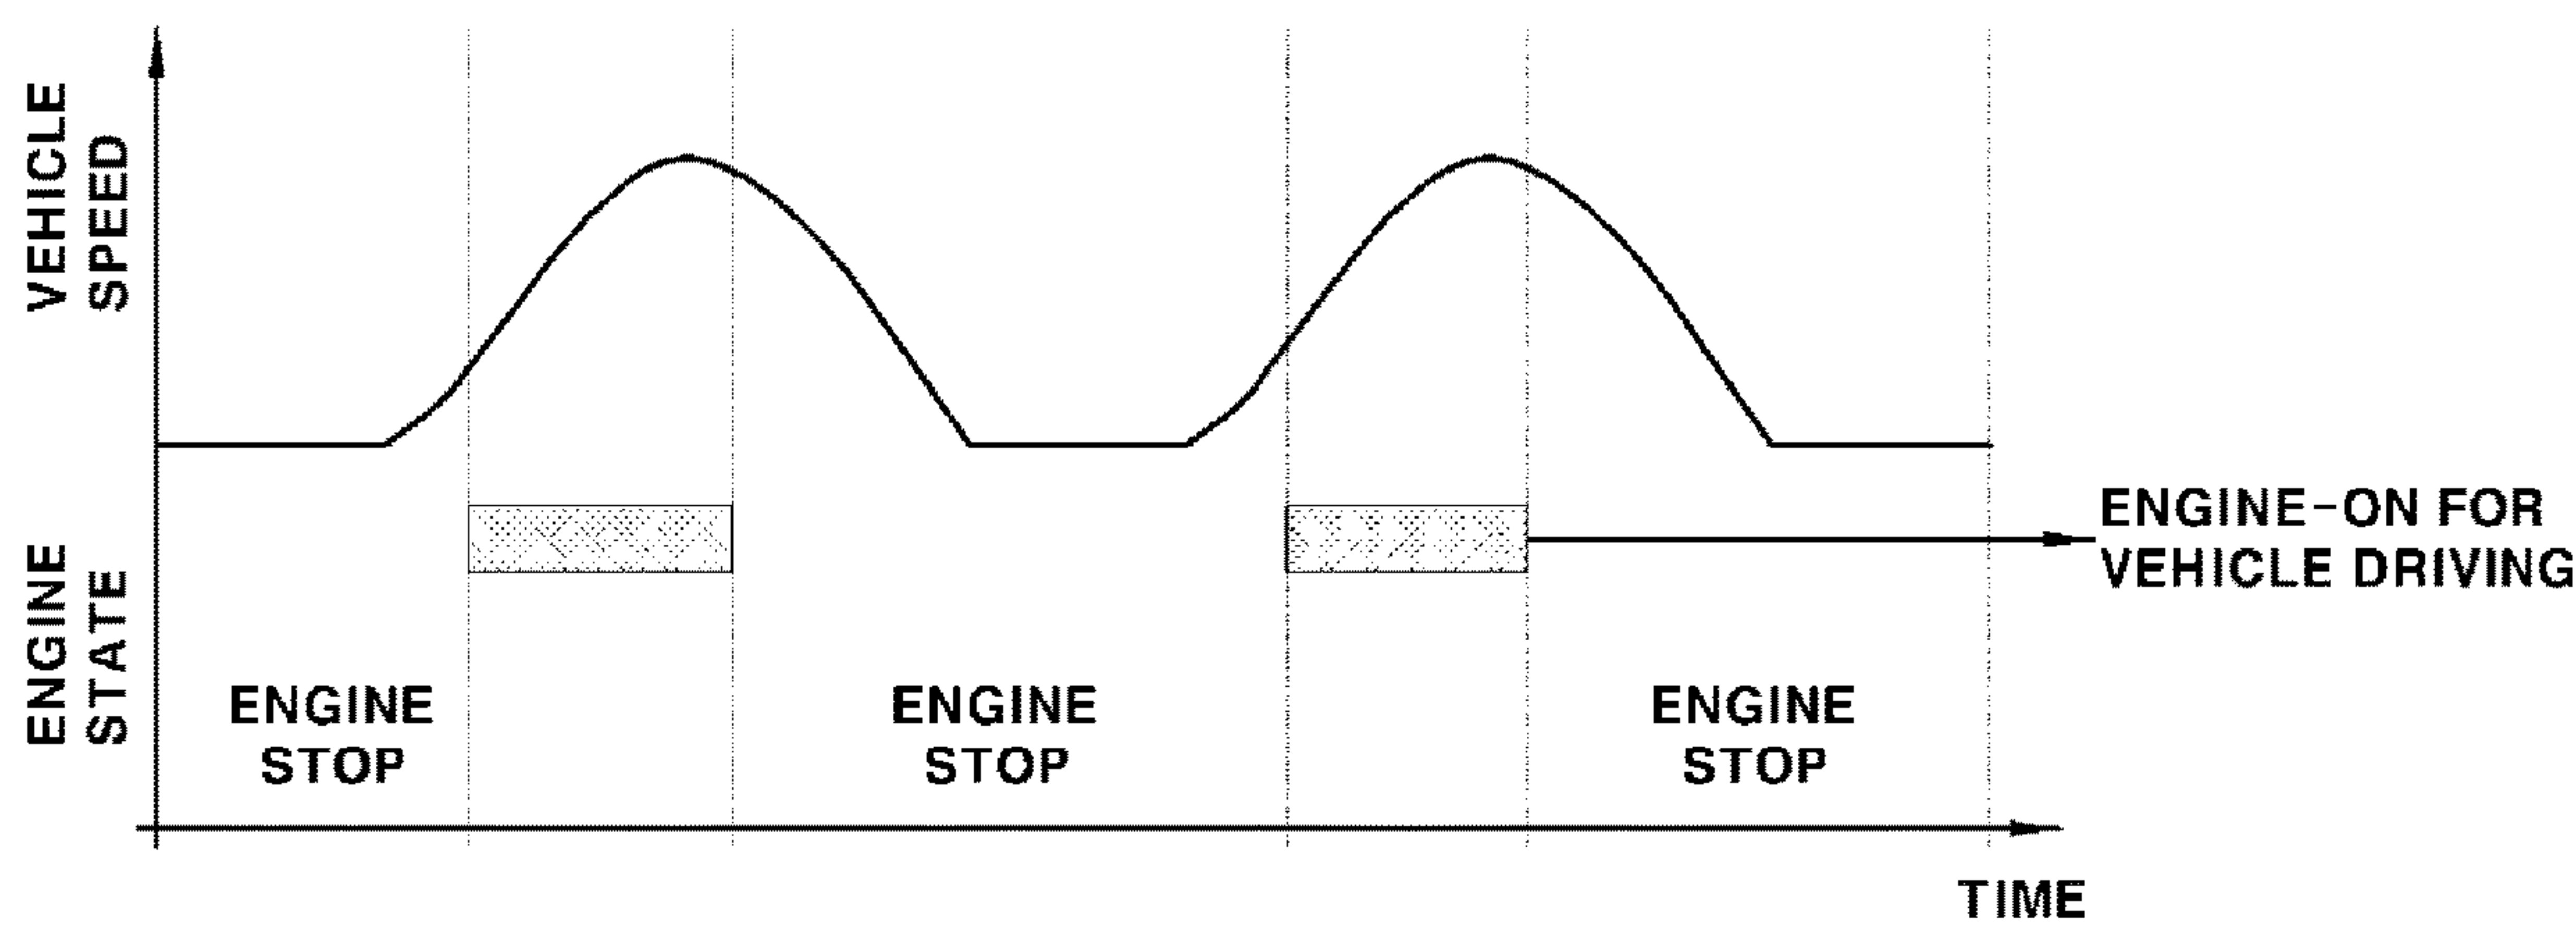 VEHICLE
SPEED
ENGINE
STATE
ENGINE-ON FOR
VEHICLE DRIVING
ENGINE
STOP
ENGINE
STOP
ENGINE
STOP
TIME